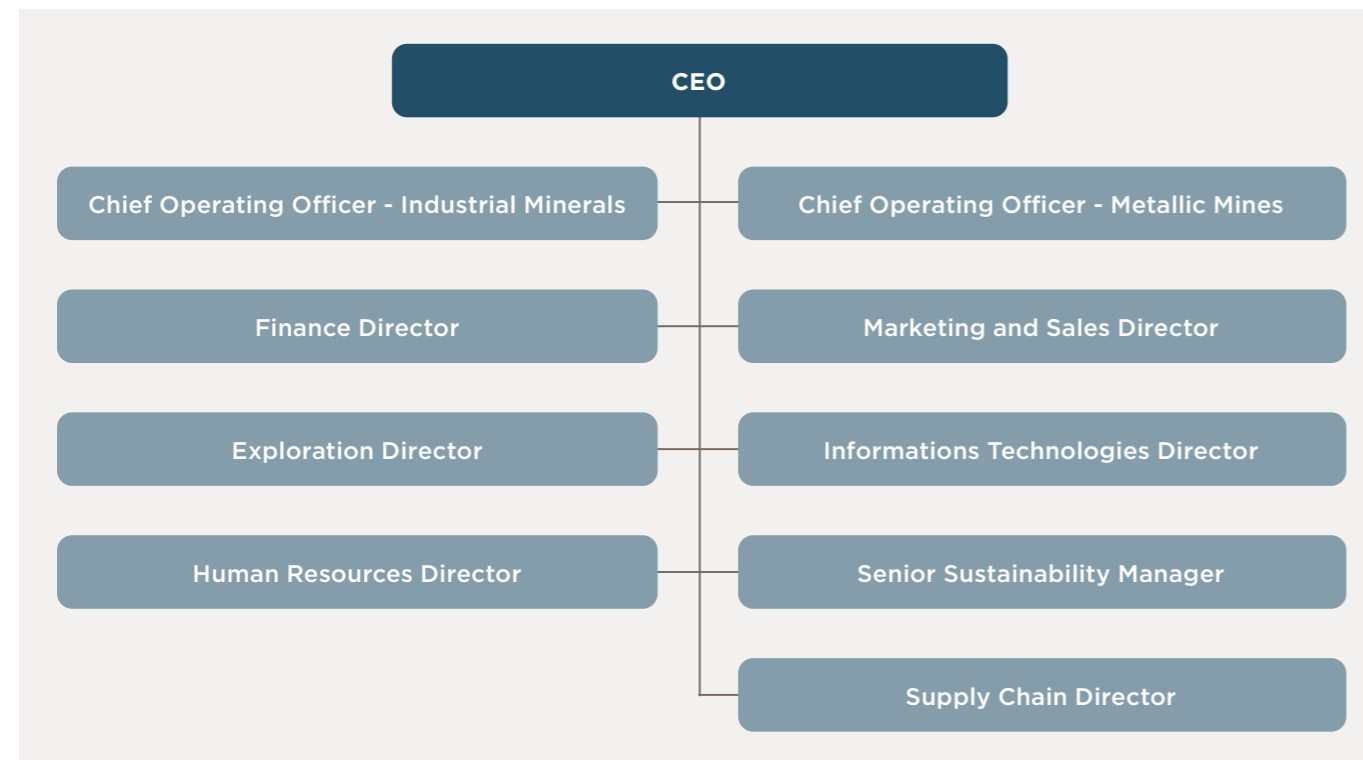 CEO
Chief Operating Officer - Industrial Minerals
Chief Operating Officer - Metallic Mines
Finance Director
Marketing and Sales Director
Exploration Director
Informations Technologies Director
Human Resources Director
Senior Sustainability Manager
Supply Chain Director